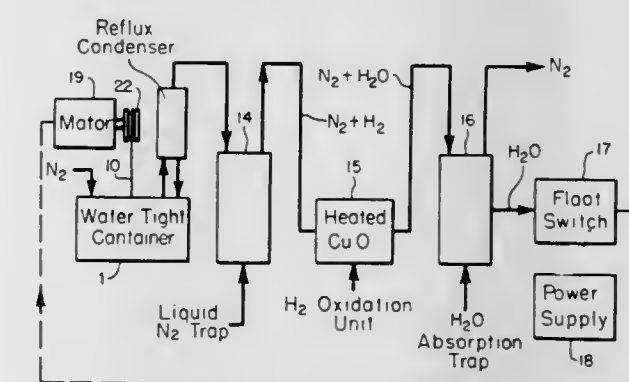 Reflux
Condenser
19
22
Motor
N₂
10
Water Tight
Container
1
14
Liquid
N₂ Trap
N₂ + H₂
15
Heated
CuO
H₂ Oxidation
Unit
N₂ + H₂O
16
N₂
H₂O
H₂O
Absorption
Trap
17
Float
Switch
Power
Supply
18